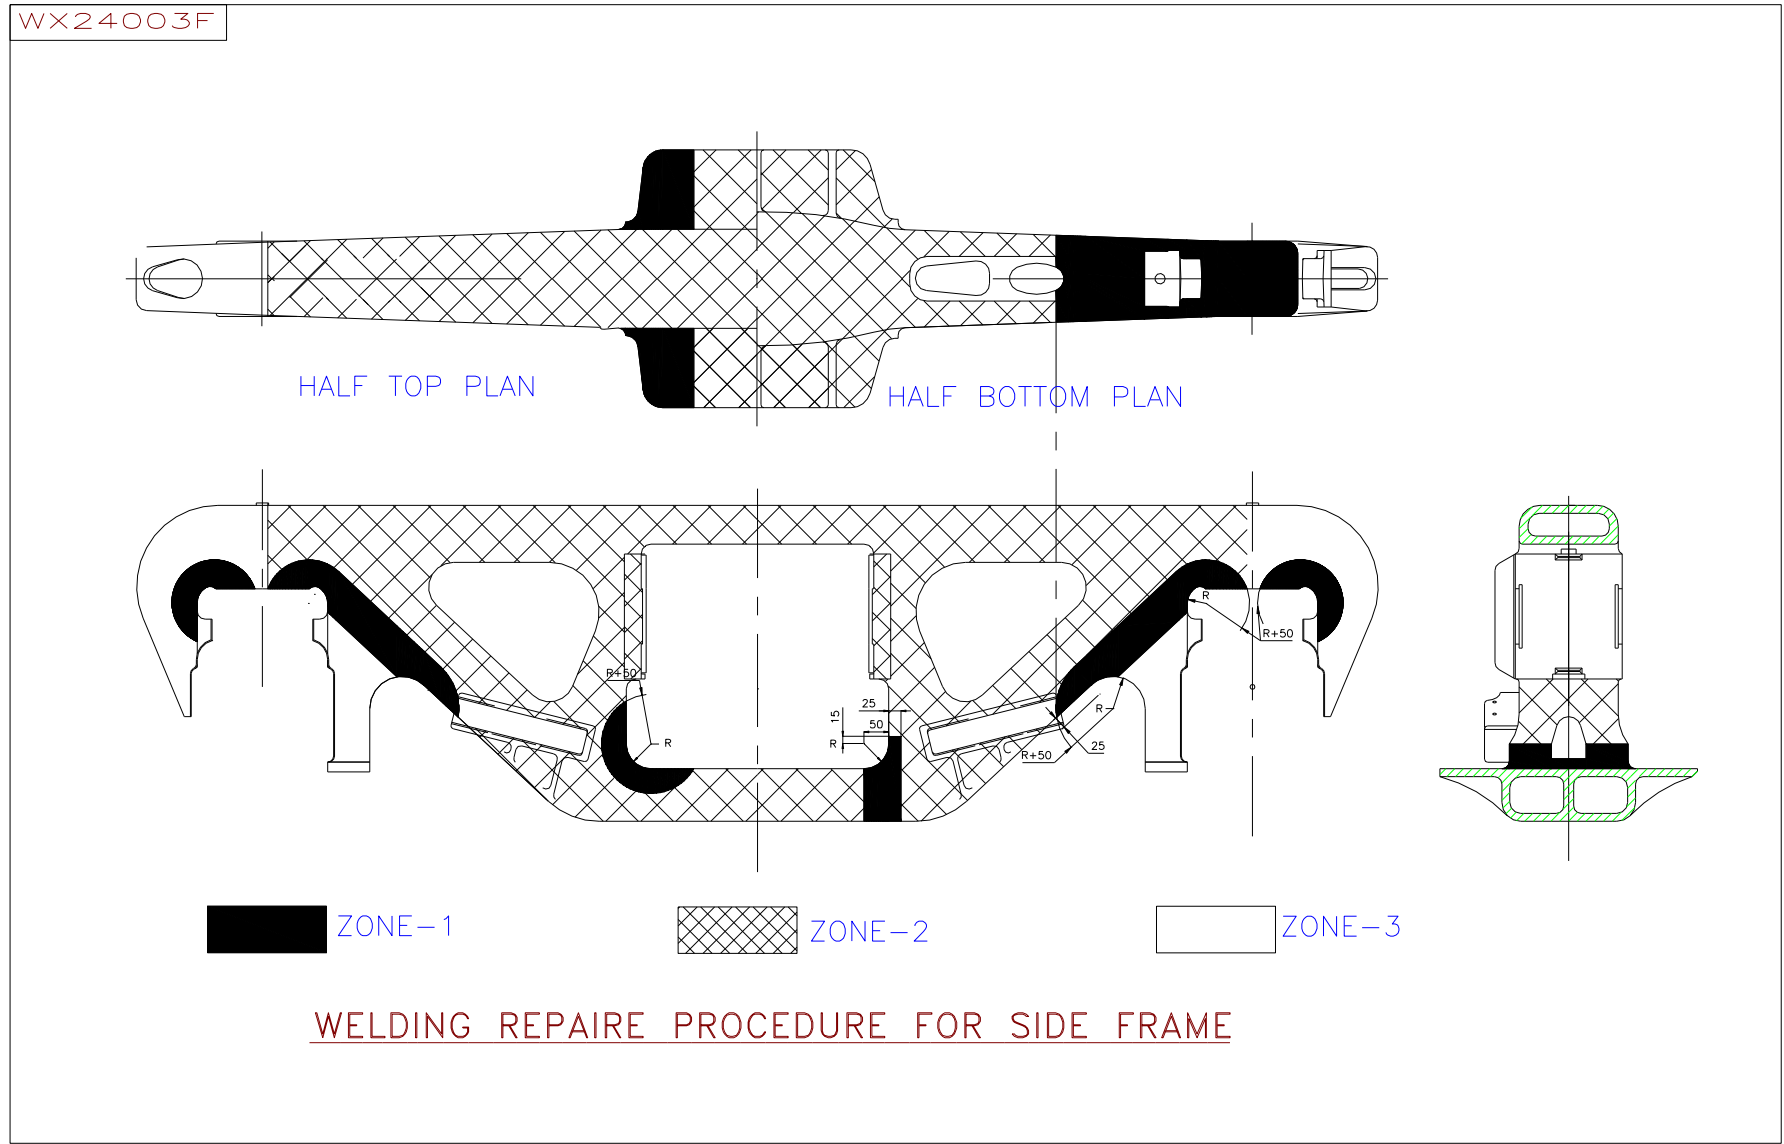 WX24003F
HALF TOP PLAN
HALF BOTTOM PLAN
R
R+50
R+50
R
15
25
50
R
R
25
R+50
ZONE-1
ZONE-2
ZONE-3
WELDING REPAIRE PROCEDURE FOR SIDE FRAME